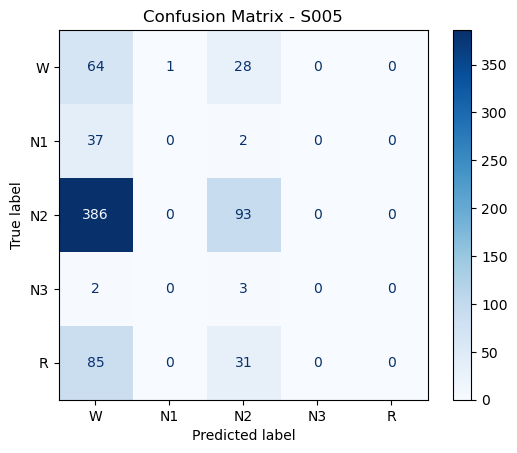 Confusion Matrix - S005
W 64 1 28 0 0
N1 37 0 2 0 0
N2 386 0 93 0 0
N3 2 0 3 0 0
R 85 0 31 0 0
W N1 N2 N3 R
True label
Predicted label
350
300
250
200
150
100
50
0